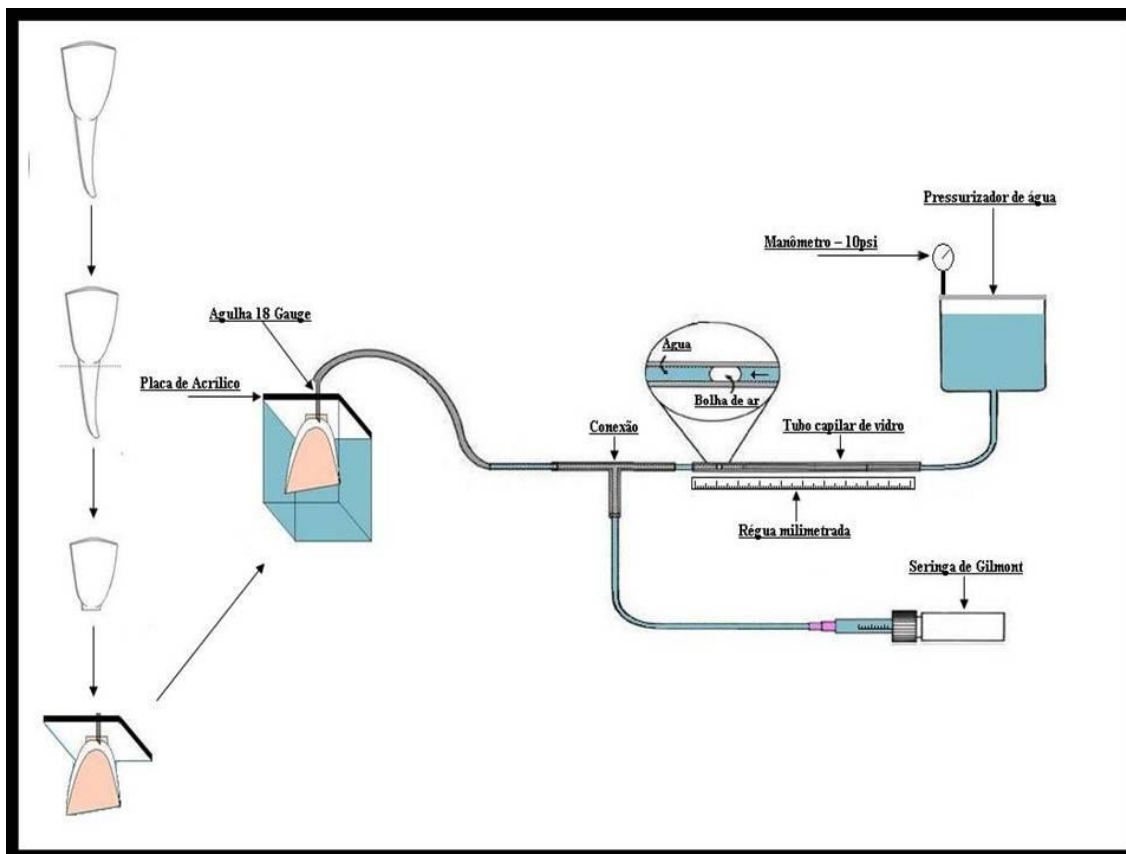 Pressurizador de água
Manômetro – 10psi
Agulha 18 Gauge
Placa de Acrílico
Água
Bolha de ar
Conexão
Tubo capilar de vidro
Régua milimetrada
Seringa de Gilmont